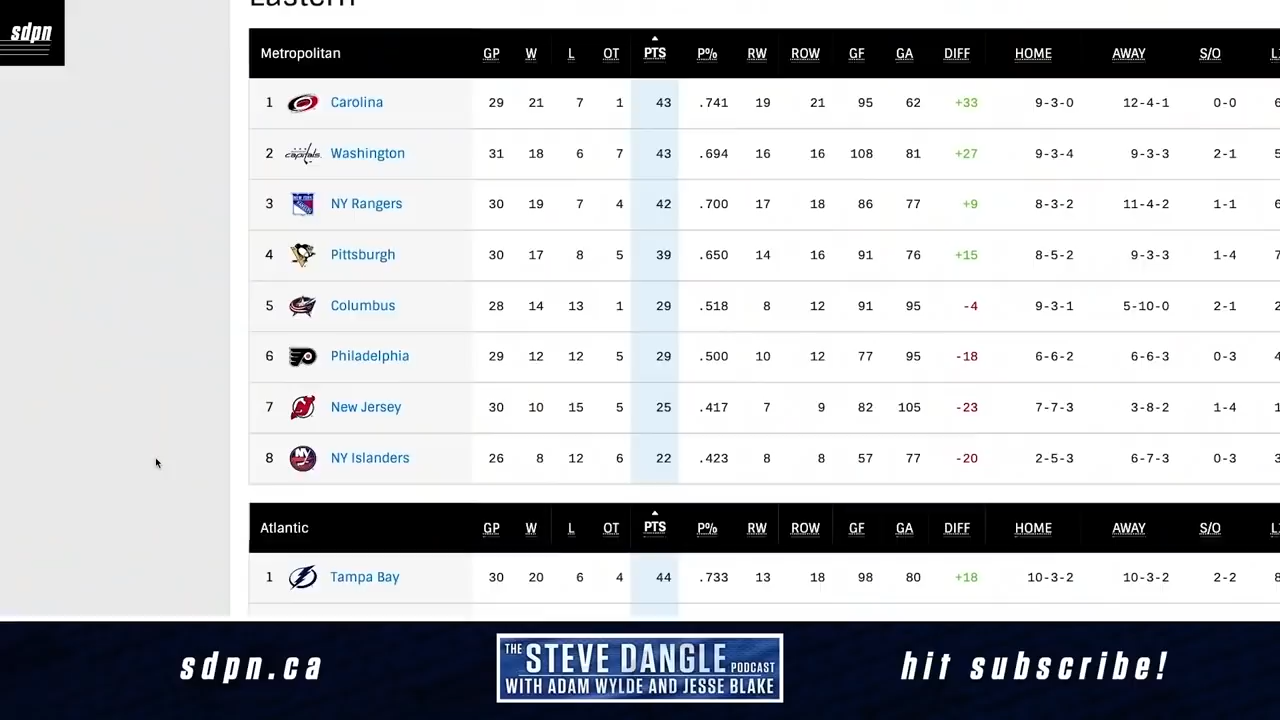 sdpn
Eastern
Metropolitan GP W L OT PTS P% RW ROW GF GA DIFF HOME AWAY S/O
1 Carolina 29 21 7 1 43 .741 19 21 95 62 +33 9-3-0 12-4-1 0-0 6
2 Washington 31 18 6 7 43 .694 16 16 108 81 +27 9-3-4 9-3-3 2-1 5
3 NY Rangers 30 19 7 4 42 .700 17 18 86 77 +9 8-3-2 11-4-2 1-1 6
4 Pittsburgh 30 17 8 5 39 .650 14 16 91 76 +15 8-5-2 9-3-3 1-4 7
5 Columbus 28 14 13 1 29 .518 8 12 91 95 -4 9-3-1 5-10-0 2-1 2
6 Philadelphia 29 12 12 5 29 .500 10 12 77 95 -18 6-6-2 6-6-3 0-3 4
7 New Jersey 30 10 15 5 25 .417 7 9 82 105 -23 7-7-3 3-8-2 1-4 1
8 NY Islanders 26 8 12 6 22 .423 8 8 57 77 -20 2-5-3 6-7-3 0-3 3
Atlantic GP W L OT PTS P% RW ROW GF GA DIFF HOME AWAY S/O
1 Tampa Bay 30 20 6 4 44 .733 13 18 98 80 +18 10-3-2 10-3-2 2-2 8
sdpn.ca
THE STEVE DANGLE PODCAST
WITH ADAM WYLDE AND JESSE BLAKE
hit subscribe!